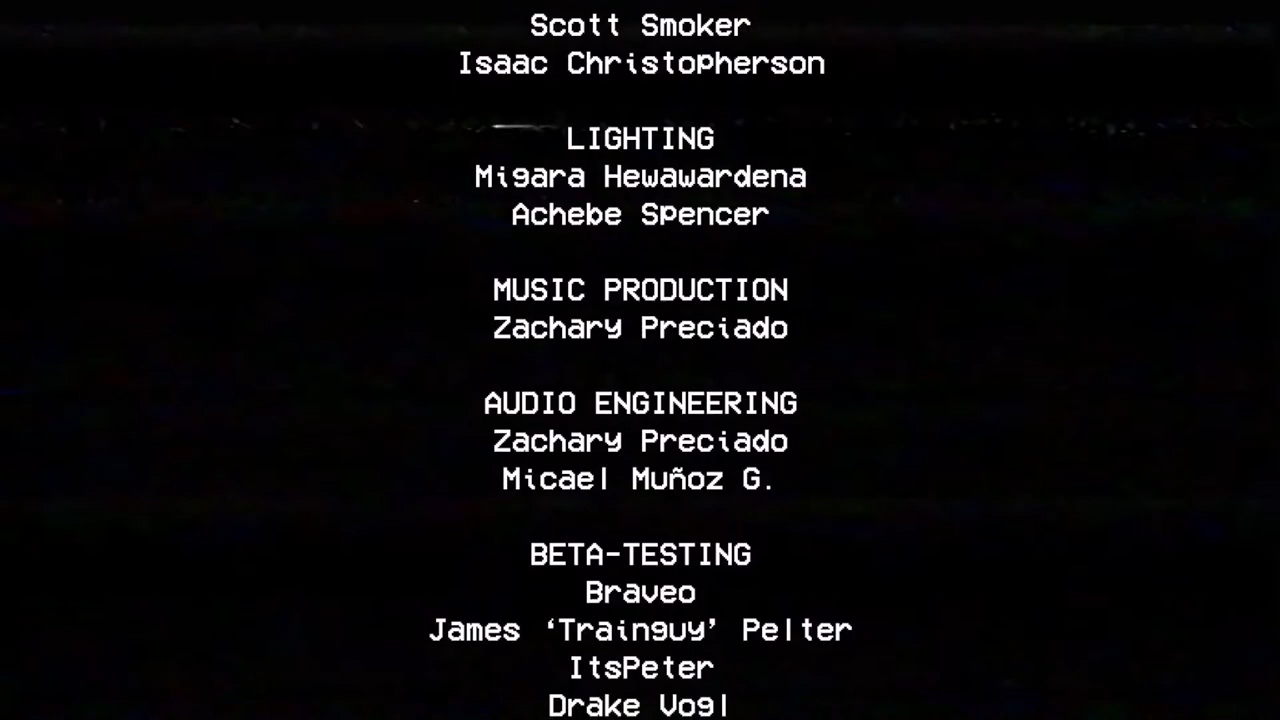 Scott Smoker
Isaac Christopherson
LIGHTING
Migara Hewawardena
Achebe Spencer
MUSIC PRODUCTION
Zachary Preciado
AUDIO ENGINEERING
Zachary Preciado
Micael Muñoz G.
BETA-TESTING
Braveo
James ‘Trainguy’ Pelter
ItsPeter
Drake Vogl